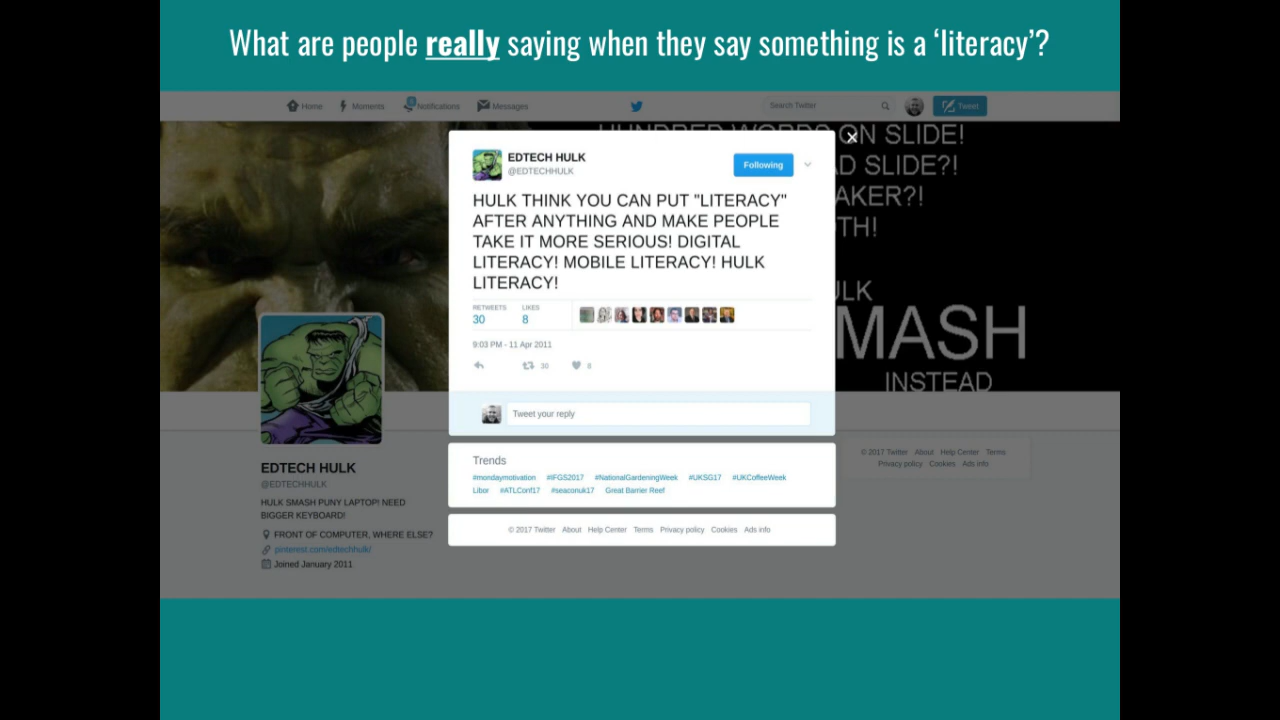 What are people really saying when they say something is a ‘literacy’?
Home Moments Notifications Messages
Search Twitter
Tweet
HUNDRED WORDS ON SLIDE!
D SLIDE?!
AKER?!
TH!
ULK
MASH
INSTEAD
EDTECH HULK
@EDTECHHULK
Following
HULK THINK YOU CAN PUT "LITERACY"
AFTER ANYTHING AND MAKE PEOPLE
TAKE IT MORE SERIOUS! DIGITAL
LITERACY! MOBILE LITERACY! HULK
LITERACY!
RETWEETS LIKES
30 8
9:03 PM - 11 Apr 2011
30 8
Tweet your reply
Trends
#mondaymotivation #IFGS2017 #NationalGardeningWeek #UKSG17 #UKCoffeeWeek
Libor #ATLConf17 #seaconuk17 Great Barrier Reef
© 2017 Twitter About Help Center Terms Privacy policy Cookies Ads info
EDTECH HULK
@EDTECHHULK
HULK SMASH PUNY LAPTOP! NEED
BIGGER KEYBOARD!
FRONT OF COMPUTER, WHERE ELSE?
pinterest.com/edtechhulk/
Joined January 2011
© 2017 Twitter About Help Center Terms
Privacy policy Cookies Ads info